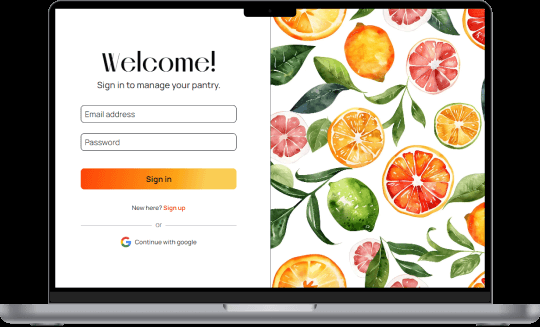 Welcome!
Sign in to manage your pantry.
Email address
Password
Sign in
New here? Sign up
or
Continue with google